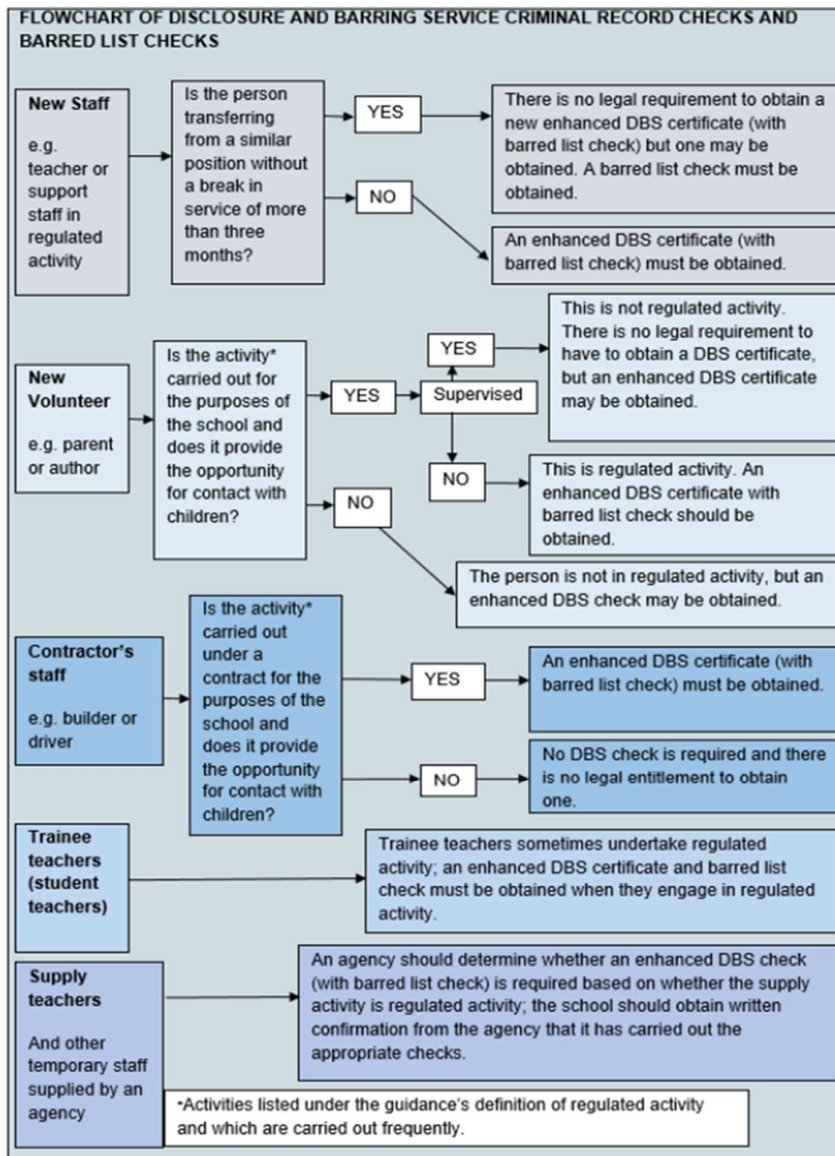 FLOWCHART OF DISCLOSURE AND BARRING SERVICE CRIMINAL RECORD CHECKS AND
BARRED LIST CHECKS
New Staff
e.g.
teacher or
support
staff in
regulated
activity
Is the person
transferring
from a similar
position without
a break in
service of more
than three
months?
YES
There is no legal requirement to obtain a
new enhanced DBS certificate (with
barred list check) but one may be
obtained. A barred list check must be
obtained.
NO
An enhanced DBS certificate (with
barred list check) must be obtained.
New
Volunteer
e.g. parent
or author
Is the activity*
carried out for
the purposes of
the school and
does it provide
the opportunity
for contact with
children?
YES
Supervised
YES
This is not regulated activity.
There is no legal requirement to
have to obtain a DBS certificate,
but an enhanced DBS certificate
may be obtained.
NO
This is regulated activity. An
enhanced DBS certificate with
barred list check should be
obtained.
NO
The person is not in regulated activity, but an
enhanced DBS check may be obtained.
Contractor's
staff
e.g. builder or
driver
Is the activity*
carried out
under a
contract for the
purposes of the
school and
does it provide
the opportunity
for contact with
children?
YES
An enhanced DBS certificate (with
barred list check) must be obtained.
NO
No DBS check is required and there
is no legal entitlement to obtain
one.
Trainee
teachers
(student
teachers)
Trainee teachers sometimes undertake regulated
activity; an enhanced DBS certificate and barred list
check must be obtained when they engage in regulated
activity.
Supply
teachers
And other
temporary staff
supplied by an
agency
An agency should determine whether an enhanced DBS check
(with barred list check) is required based on whether the supply
activity is regulated activity; the school should obtain written
confirmation from the agency that it has carried out the
appropriate checks.
*Activities listed under the guidance's definition of regulated activity
and which are carried out frequently.